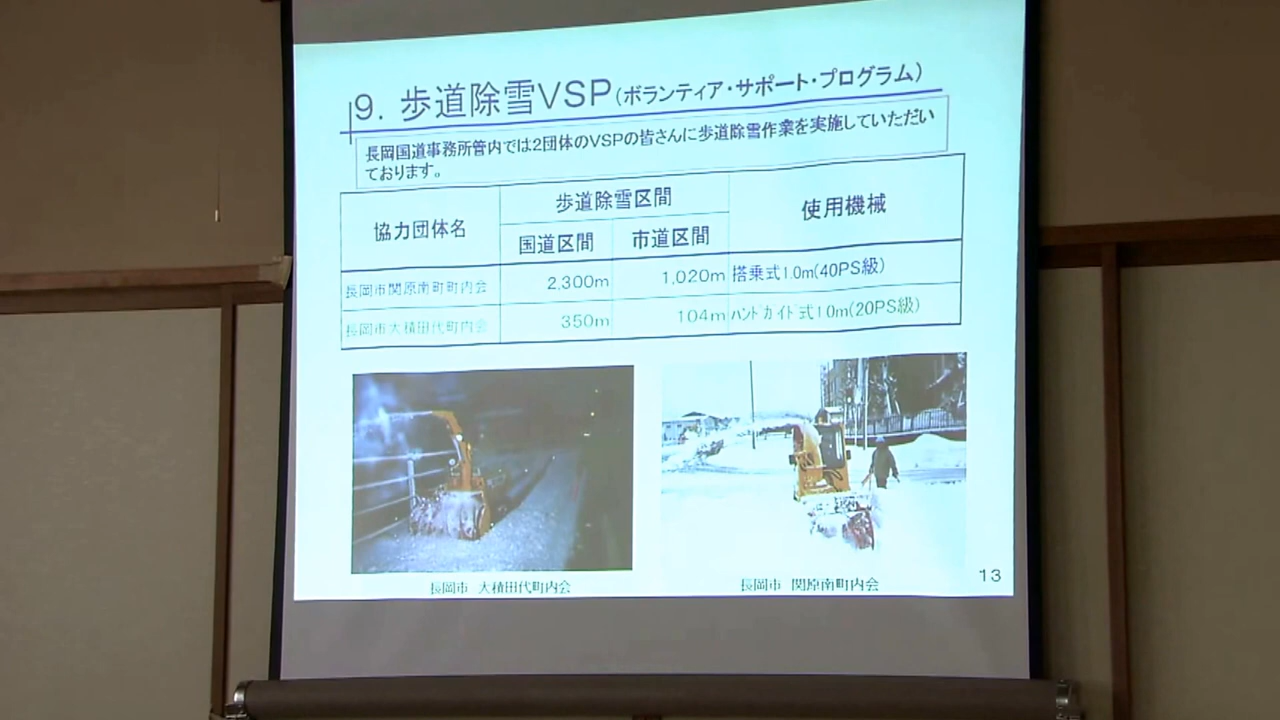 9. 歩道除雪VSP(ボランティア・サポート・プログラム)
長岡国道事務所管内では2団体のVSPの皆さんに歩道除雪作業を実施していただい
ております。
協力団体名 歩道除雪区間 使用機械
国道区間 市道区間
長岡市関原南町町内会 2,300m 1,020m 搭乗式1.0m(40PS級)
長岡市大積田代町内会 350m 104m ﾊﾝﾄﾞｶﾞｲﾄﾞ式1.0m(20PS級)
長岡市 大積田代町内会
長岡市 関原南町内会
13